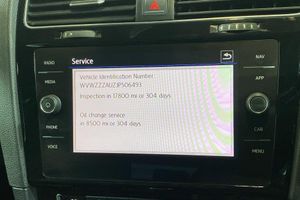 Service
RADIO
NAV
Vehicle Identification Number:
WVWZZZAUZJP506493
MEDIA
APP
Inspection in 17800 mi or 304 days
Oil change service
in 8500 mi or 304 days
PHONE
CAR
VOICE
MENU